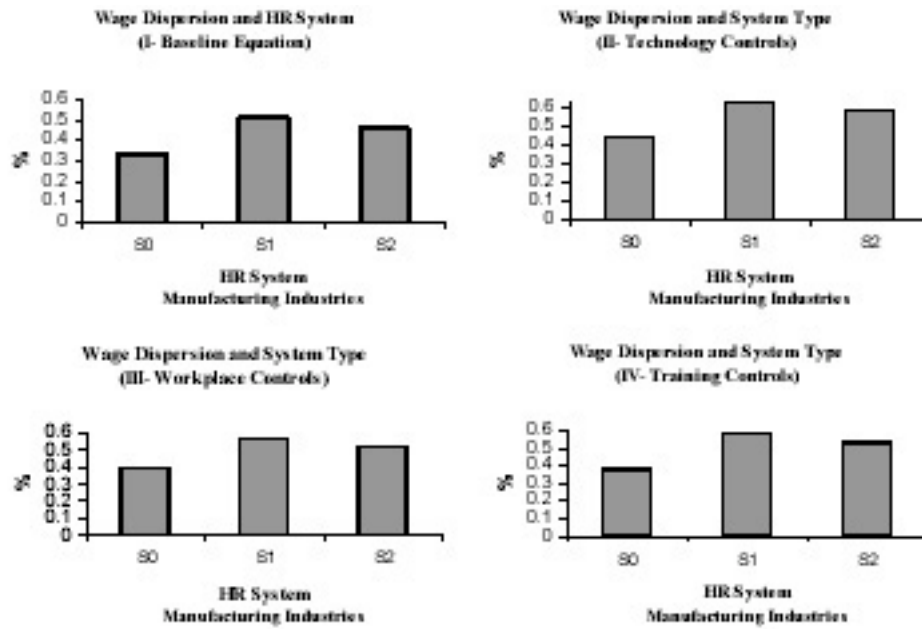 Wage Dispersion and HR System
(I- Baseline Equation)
%
0.6
0.5
0.4
0.3
0.2
0.1
0
S0 S1 S2
HR System
Manufacturing Industries
Wage Dispersion and System Type
(II- Technology Controls)
%
0.6
0.5
0.4
0.3
0.2
0.1
0
S0 S1 S2
HR System
Manufacturing Industries
Wage Dispersion and System Type
(III- Workplace Controls)
%
0.6
0.5
0.4
0.3
0.2
0.1
0
S0 S1 S2
HR System
Manufacturing Industries
Wage Dispersion and System Type
(IV- Training Controls)
%
0.6
0.5
0.4
0.3
0.2
0.1
0
S0 S1 S2
HR System
Manufacturing Industries